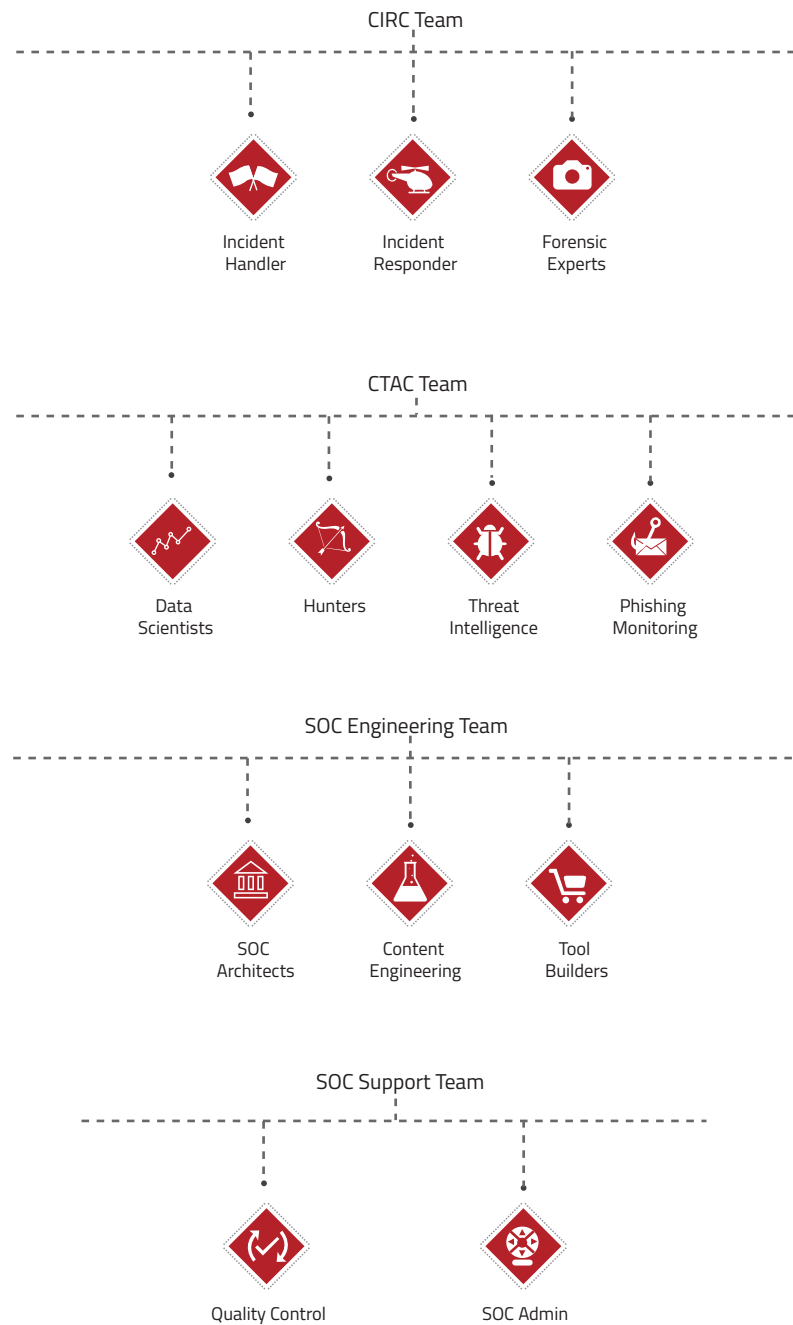 CIRC Team
Incident
Handler
Incident
Responder
Forensic
Experts
CTAC Team
Data
Scientists
Hunters
Threat
Intelligence
Phishing
Monitoring
SOC Engineering Team
SOC
Architects
Content
Engineering
Tool
Builders
SOC Support Team
Quality Control
SOC Admin